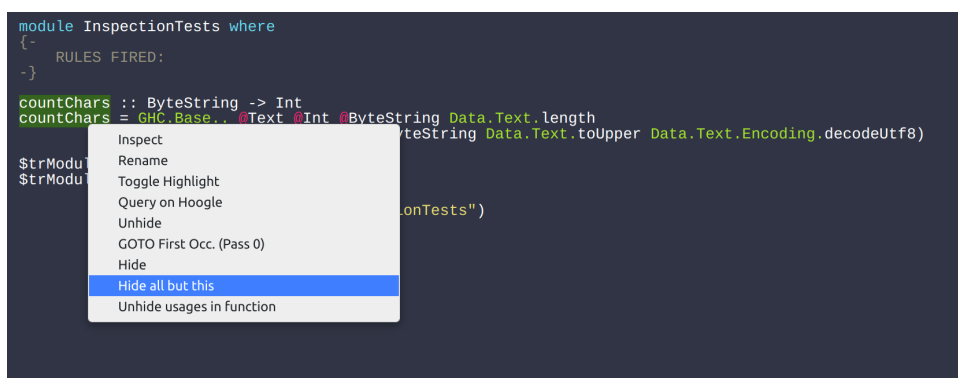 module InspectionTests where
{-
    RULES FIRED:
-}
countChars :: ByteString -> Int
countChars = GHC.Base.. @Text @Int @ByteString Data.Text.length
yteString Data.Text.toUpper Data.Text.Encoding.decodeUtf8)
$trModul
$trModul
onTests")
Inspect
Rename
Toggle Highlight
Query on Hoogle
Unhide
GOTO First Occ. (Pass 0)
Hide
Hide all but this
Unhide usages in function